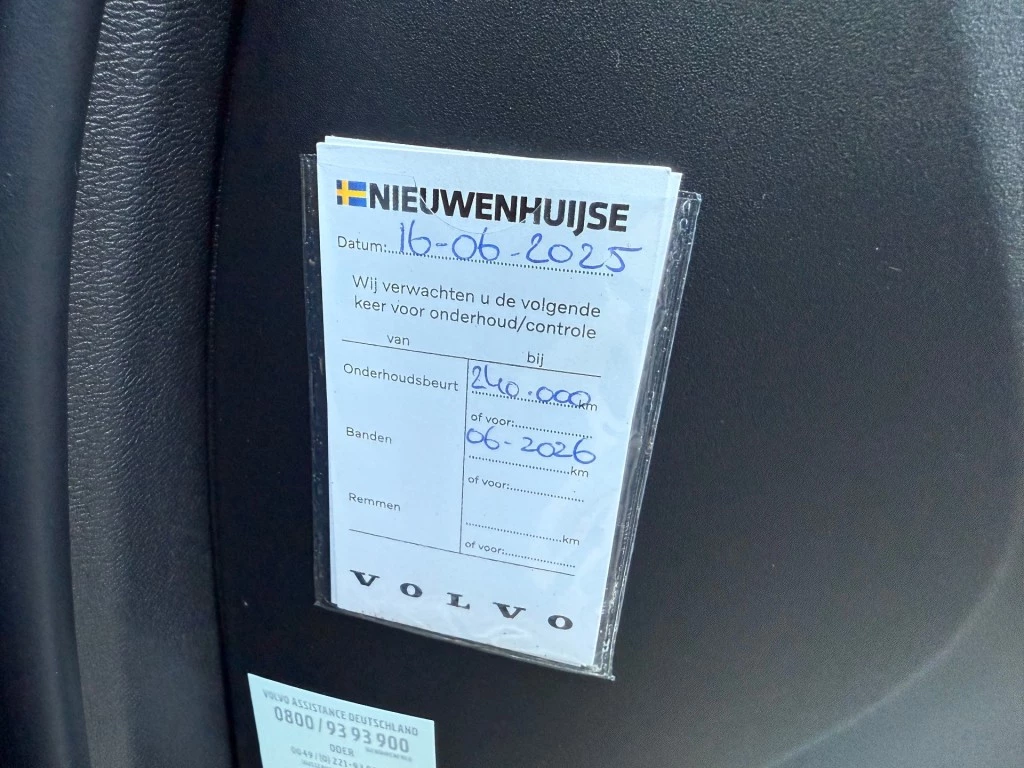 NIEUWENHUIJSE
Datum:..16-06-2025
Wij verwachten u de volgende
keer voor onderhoud/controle
van bij
Onderhoudsbeurt 240.000km
of voor:
06-2026
Banden km
of voor:
Remmen km
of voor:
VOLVO
VOLVO ASSISTANCE DEUTSCHLAND
0800/93 93 900
ODER